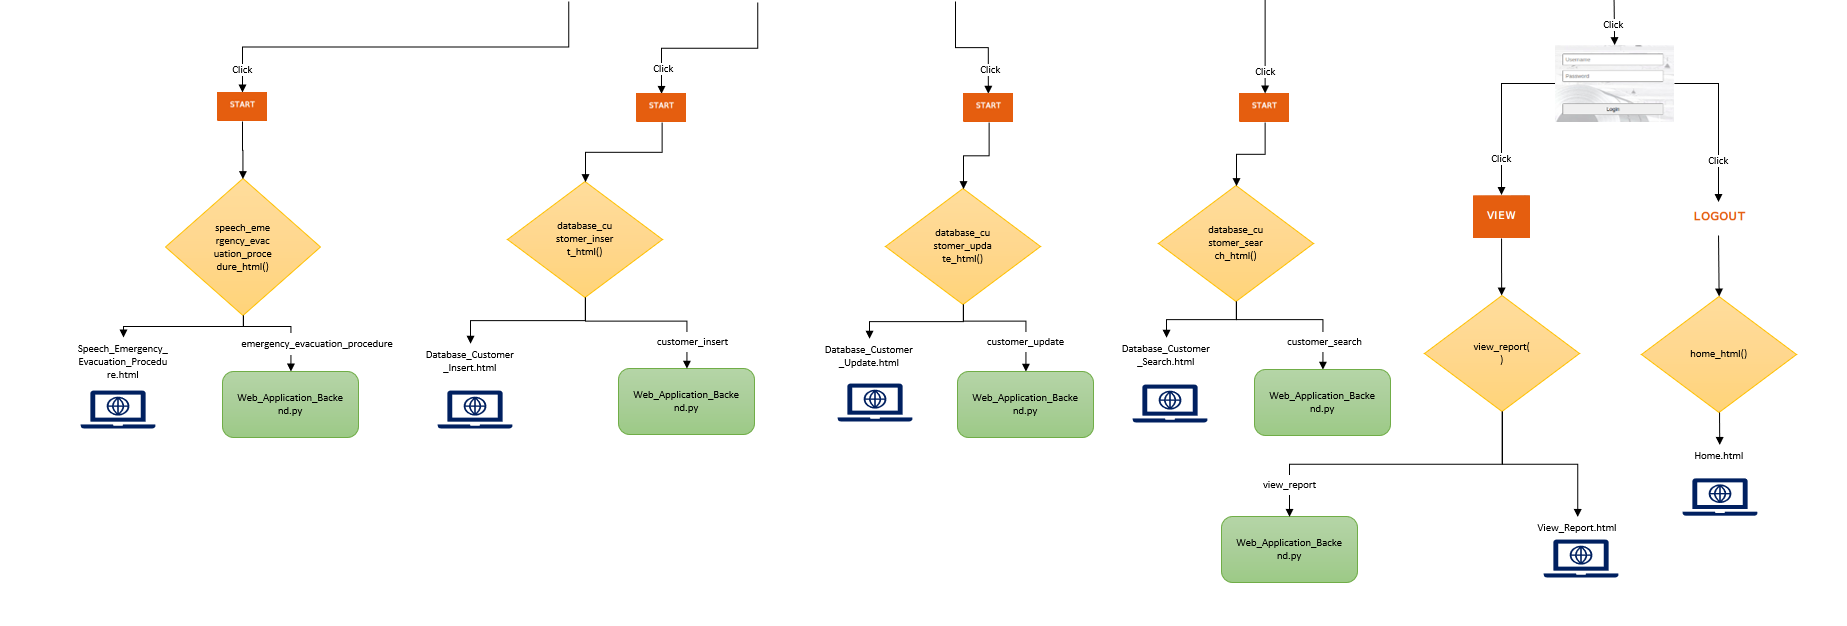 Click
Click
Click
Click
Click
START
START
START
START
Username
Password
Login
Click
Click
VIEW
LOGOUT
speech_eme
rgency_evac
uation_proce
dure_html()
database_cu
stomer_inser
t_html()
database_cu
stomer_upda
te_html()
database_cu
stomer_sear
ch_html()
view_report(
)
home_html()
Speech_Emergency_
Evacuation_Procedu
re.html
emergency_evacuation_procedure
Web_Application_Backe
nd.py
Database_Customer
_Insert.html
customer_insert
Web_Application_Backe
nd.py
Database_Customer
_Update.html
customer_update
Web_Application_Backe
nd.py
Database_Customer
_Search.html
customer_search
Web_Application_Backe
nd.py
Home.html
view_report
Web_Application_Backe
nd.py
View_Report.html